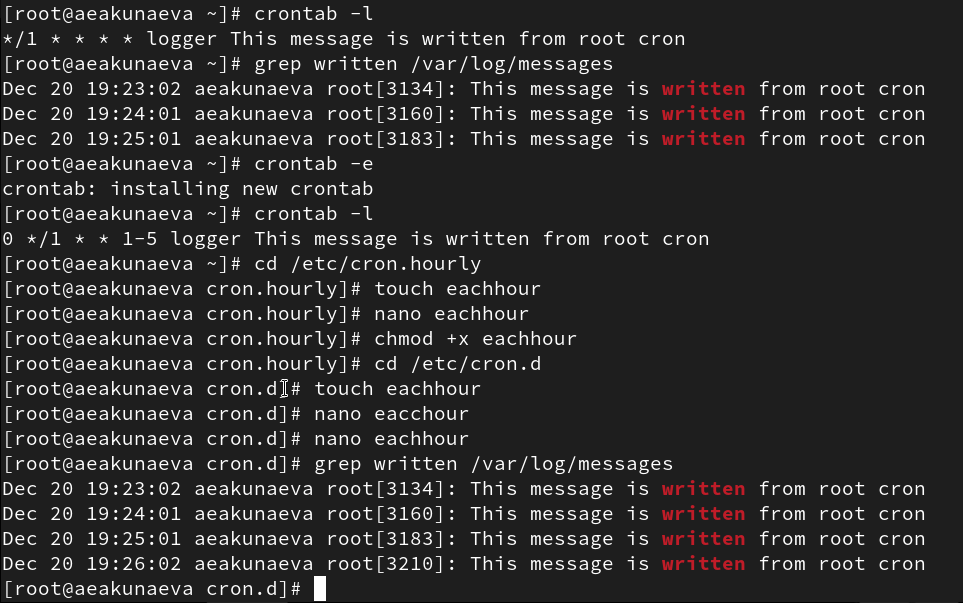 [root@aeakunaeva ~]# crontab -l
*/1 * * * * logger This message is written from root cron
[root@aeakunaeva ~]# grep written /var/log/messages
Dec 20 19:23:02 aeakunaeva root[3134]: This message is written from root cron
Dec 20 19:24:01 aeakunaeva root[3160]: This message is written from root cron
Dec 20 19:25:01 aeakunaeva root[3183]: This message is written from root cron
[root@aeakunaeva ~]# crontab -e
crontab: installing new crontab
[root@aeakunaeva ~]# crontab -l
0 */1 * * 1-5 logger This message is written from root cron
[root@aeakunaeva ~]# cd /etc/cron.hourly
[root@aeakunaeva cron.hourly]# touch eachhour
[root@aeakunaeva cron.hourly]# nano eachhour
[root@aeakunaeva cron.hourly]# chmod +x eachhour
[root@aeakunaeva cron.hourly]# cd /etc/cron.d
[root@aeakunaeva cron.d]# touch eachhour
[root@aeakunaeva cron.d]# nano eacchour
[root@aeakunaeva cron.d]# nano eachhour
[root@aeakunaeva cron.d]# grep written /var/log/messages
Dec 20 19:23:02 aeakunaeva root[3134]: This message is written from root cron
Dec 20 19:24:01 aeakunaeva root[3160]: This message is written from root cron
Dec 20 19:25:01 aeakunaeva root[3183]: This message is written from root cron
Dec 20 19:26:02 aeakunaeva root[3210]: This message is written from root cron
[root@aeakunaeva cron.d]#